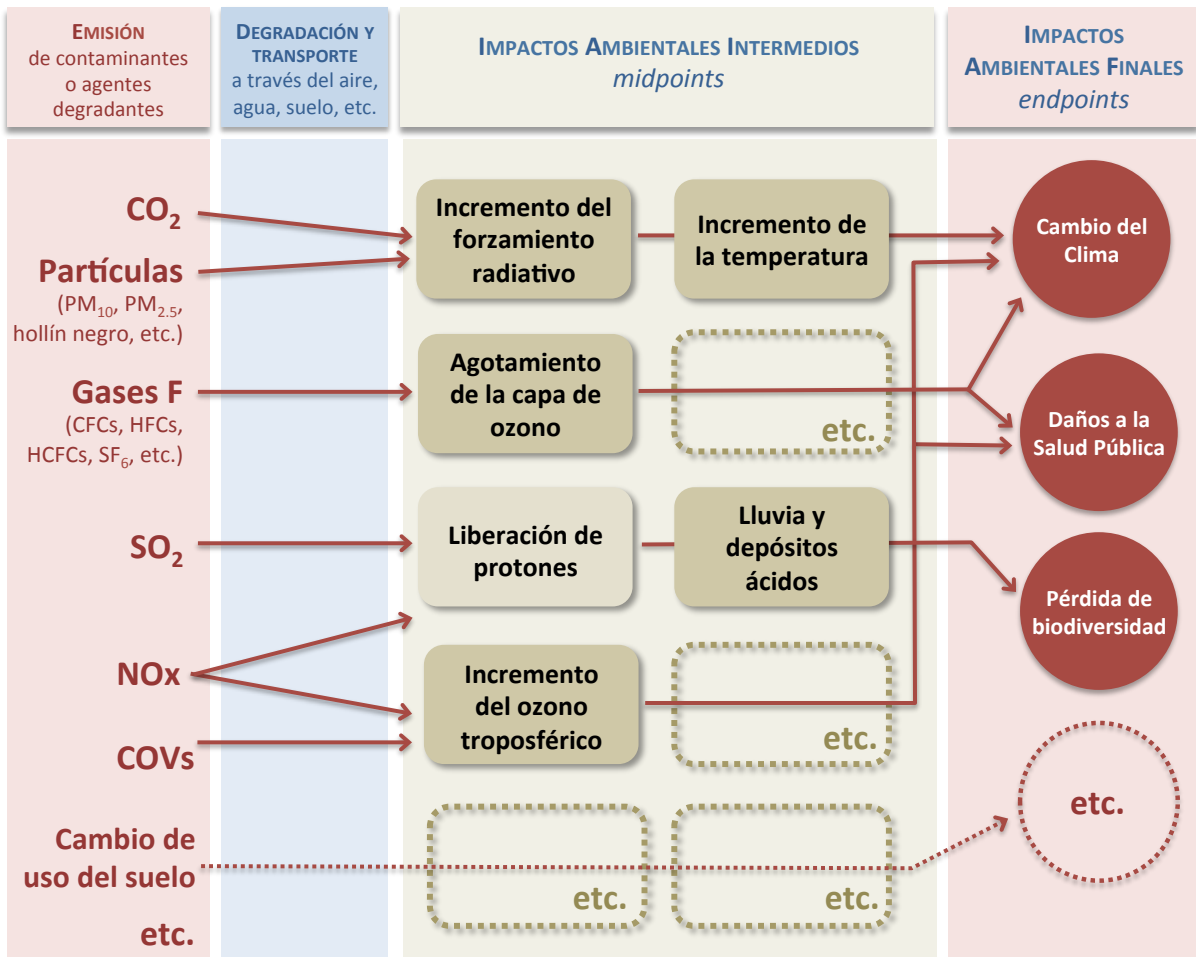 EMISIÓN
de contaminantes
o agentes
degradantes
DEGRADACIÓN Y
TRANSPORTE
a través del aire,
agua, suelo, etc.
IMPACTOS AMBIENTALES INTERMEDIOS
midpoints
IMPACTOS
AMBIENTALES FINALES
endpoints
CO₂
Partículas
(PM₁₀, PM₂.₅,
hollín negro, etc.)
Gases F
(CFCs, HFCs,
HCFCs, SF₆, etc.)
SO₂
NOx
COVs
Cambio de
uso del suelo
etc.
Incremento del
forzamiento
radiativo
Incremento de
la temperatura
Agotamiento
de la capa de
ozono
etc.
Liberación de
protones
Lluvia y
depósitos
ácidos
Incremento
del ozono
troposférico
etc.
etc.
etc.
Cambio del
Clima
Daños a la
Salud Pública
Pérdida de
biodiversidad
etc.